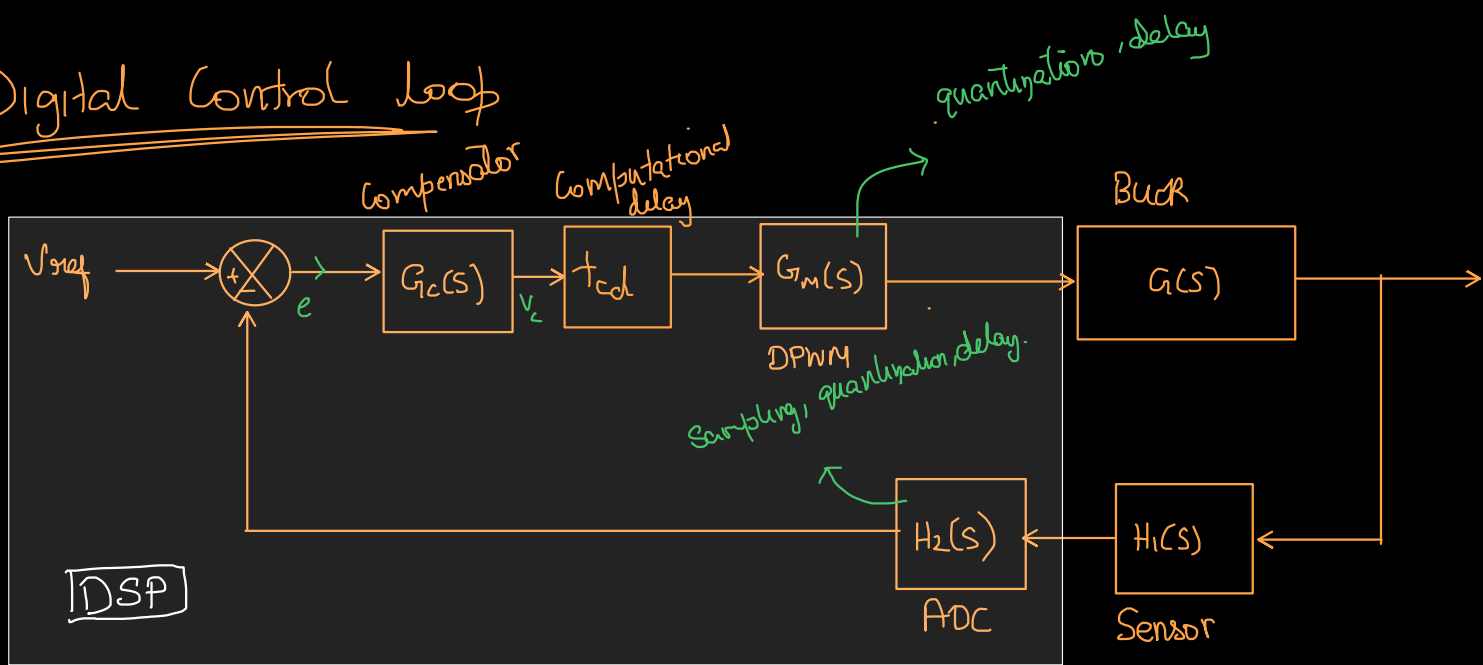 Digital Control loop
quantization, delay
Compensator
Computational
delay
Buck
Vref
+
−
e
Gc(S)
Vc
tcd
Gm(S)
G(S)
DPWM
Sampling, quantization, delay.
H2(S)
H1(S)
DSP
ADC
Sensor